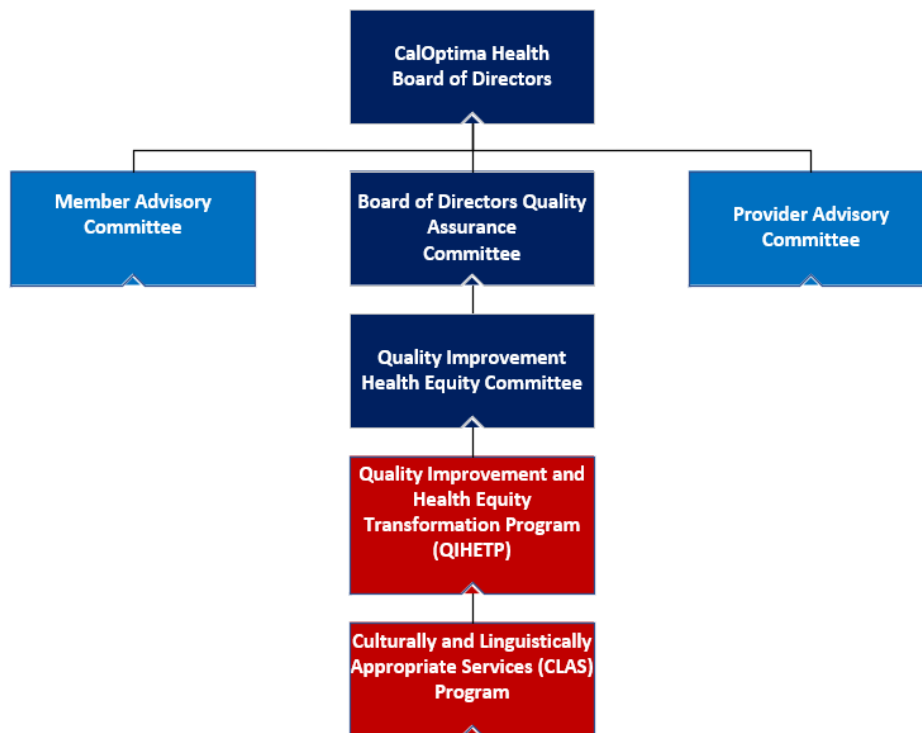 CalOptima Health
Board of Directors
Member Advisory
Committee
Board of Directors Quality
Assurance
Committee
Provider Advisory
Committee
Quality Improvement
Health Equity Committee
Quality Improvement and
Health Equity
Transformation Program
(QIHETP)
Culturally and Linguistically
Appropriate Services (CLAS)
Program